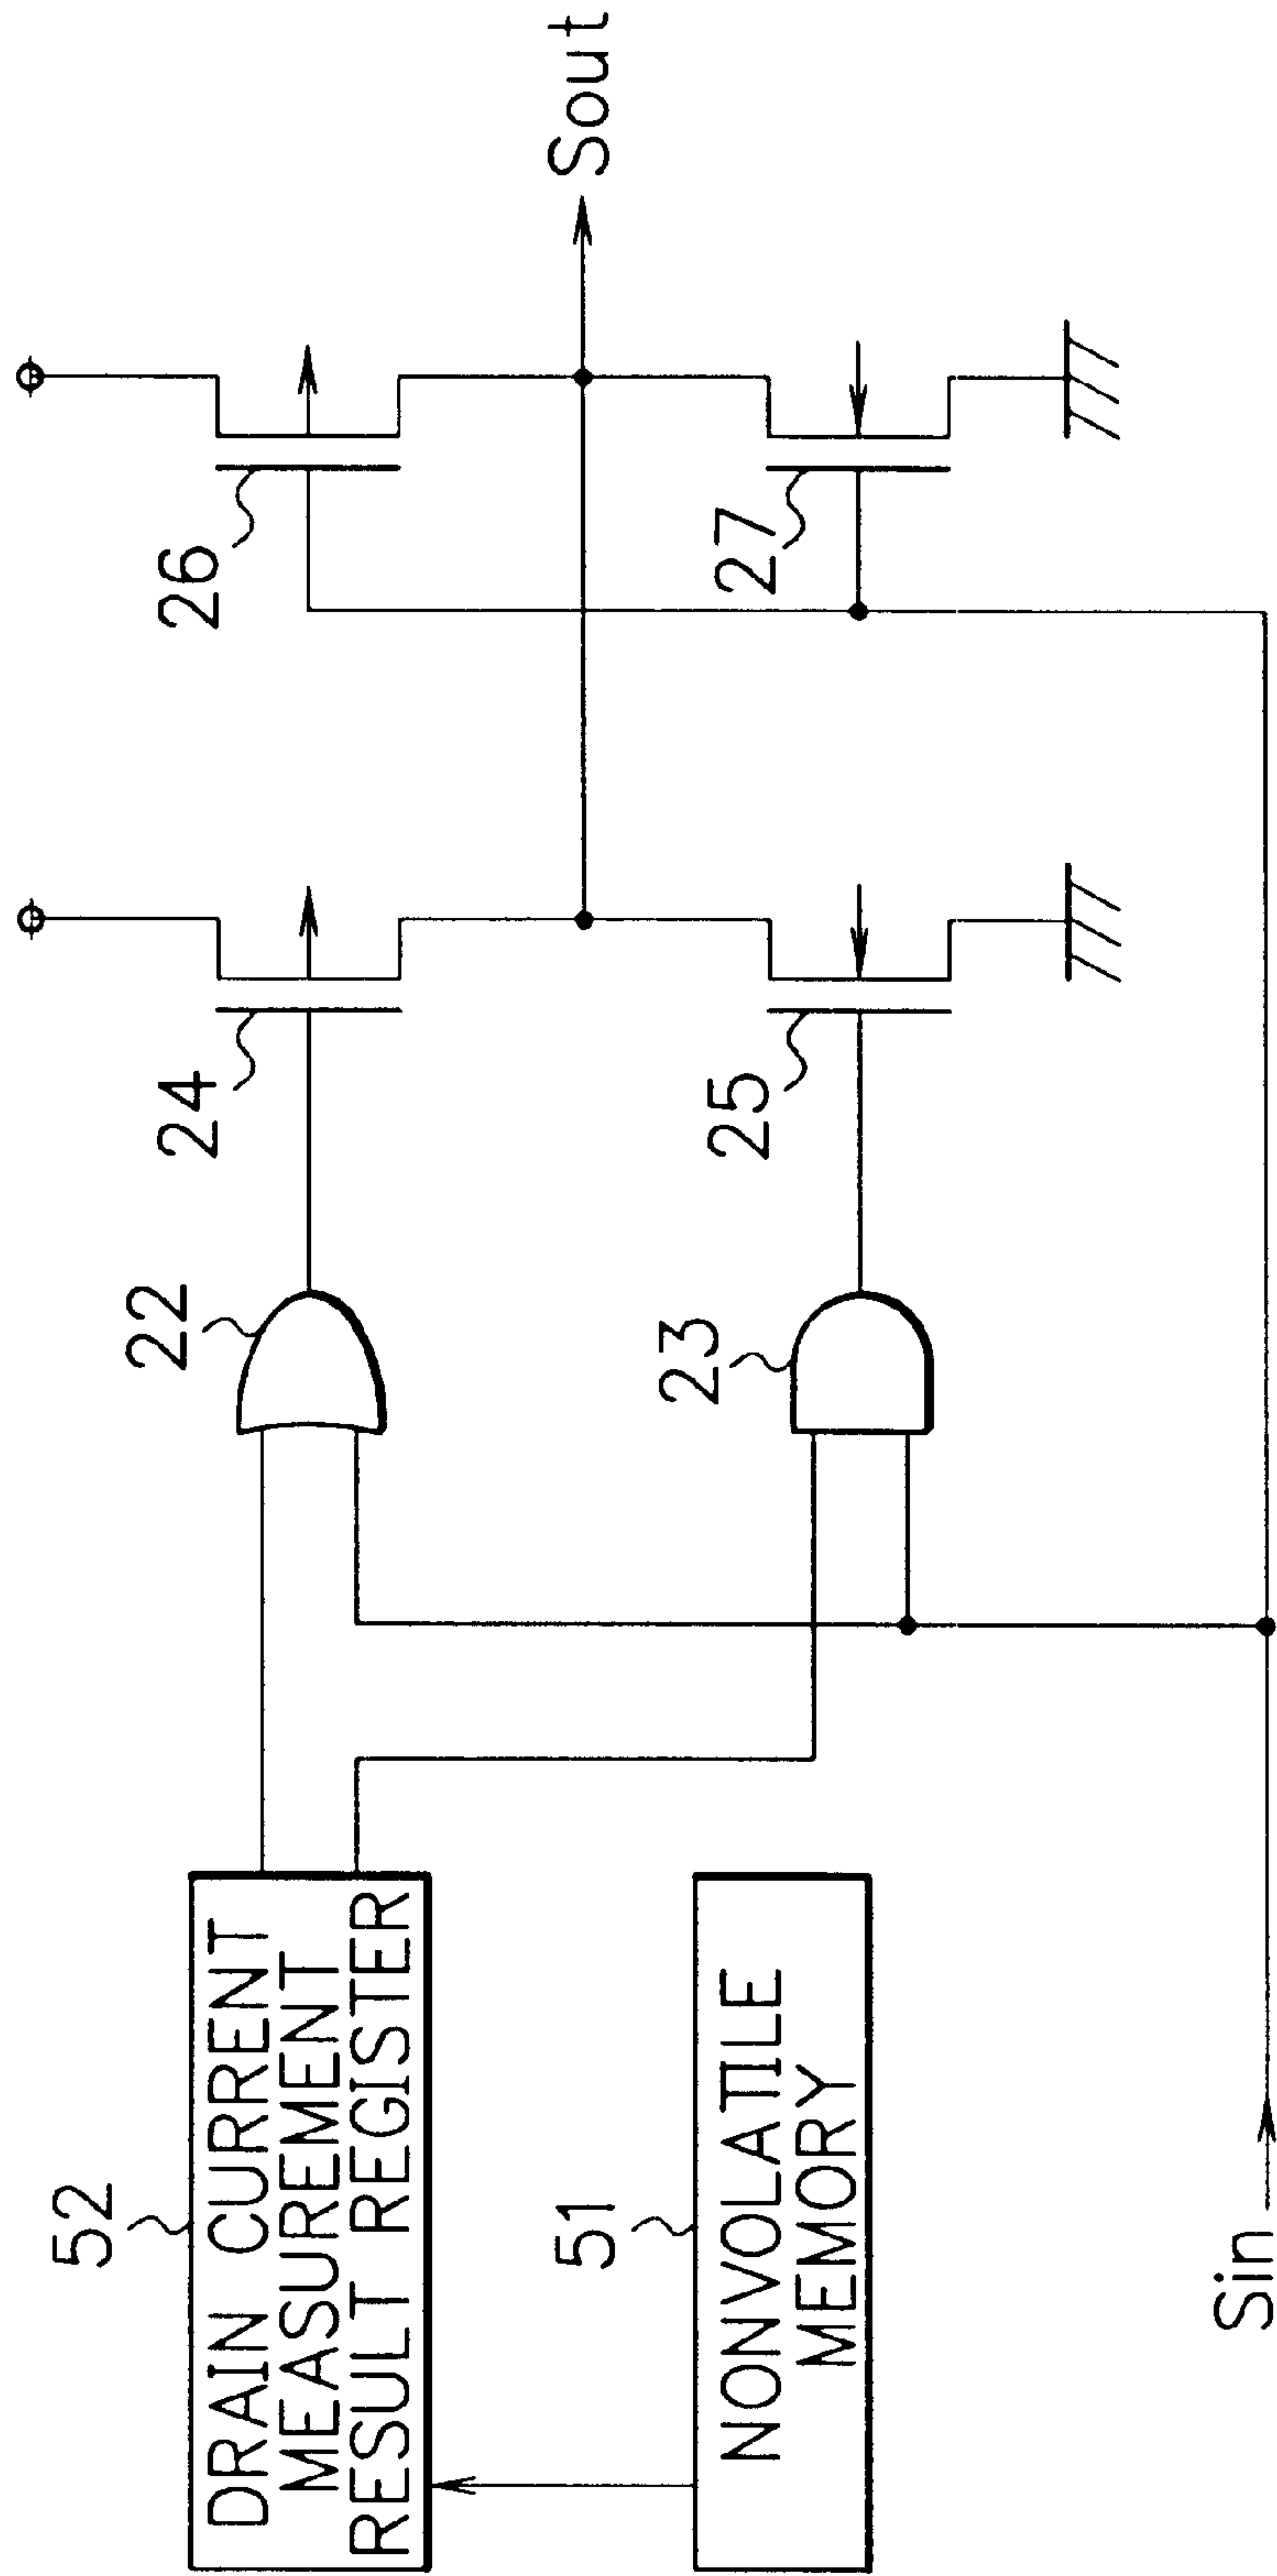 52
DRAIN CURRENT
MEASUREMENT
RESULT REGISTER
51
NONVOLATILE
MEMORY
22
23
24
25
26
27
Sin
Sout